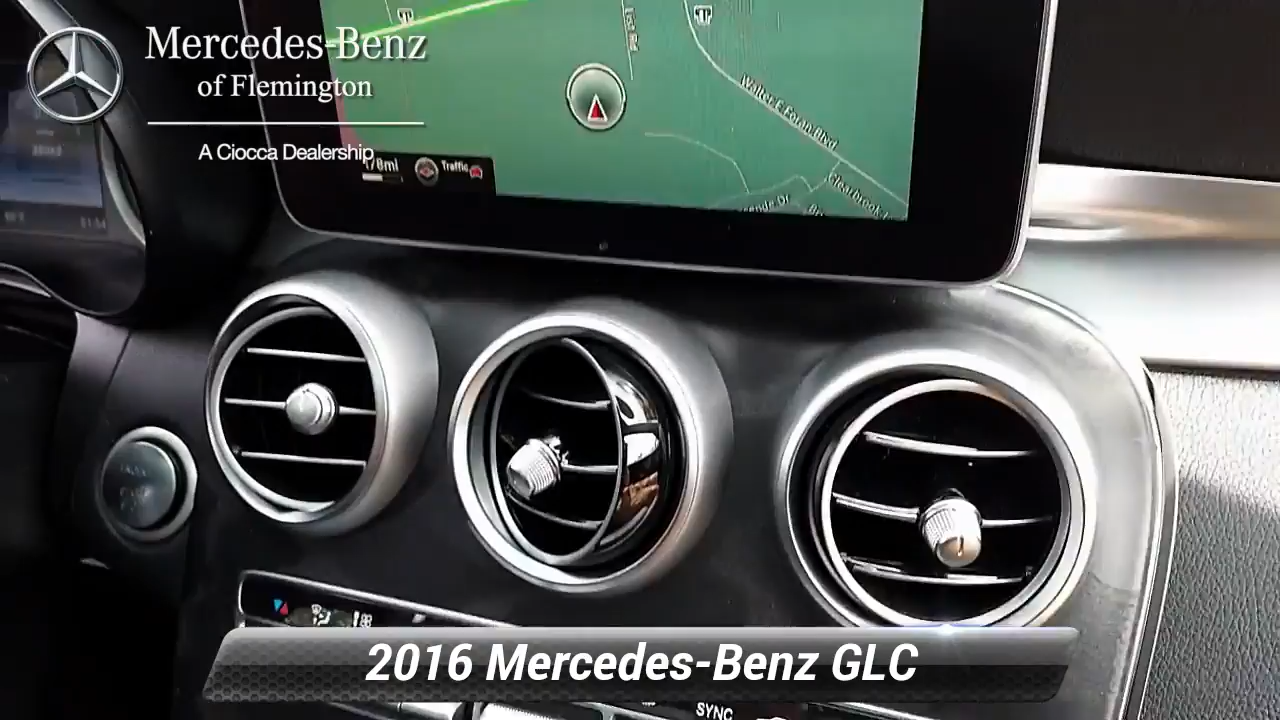 Mercedes-Benz
of Flemington
A Ciocca Dealership
Walter E Foran Blvd
Clearbrook
Traffic
2016 Mercedes-Benz GLC
SYNC